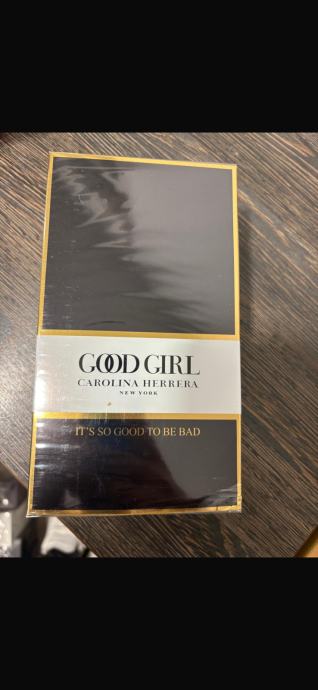 GOOD GIRL
CAROLINA HERRERA
NEW YORK
IT'S SO GOOD TO BE BAD